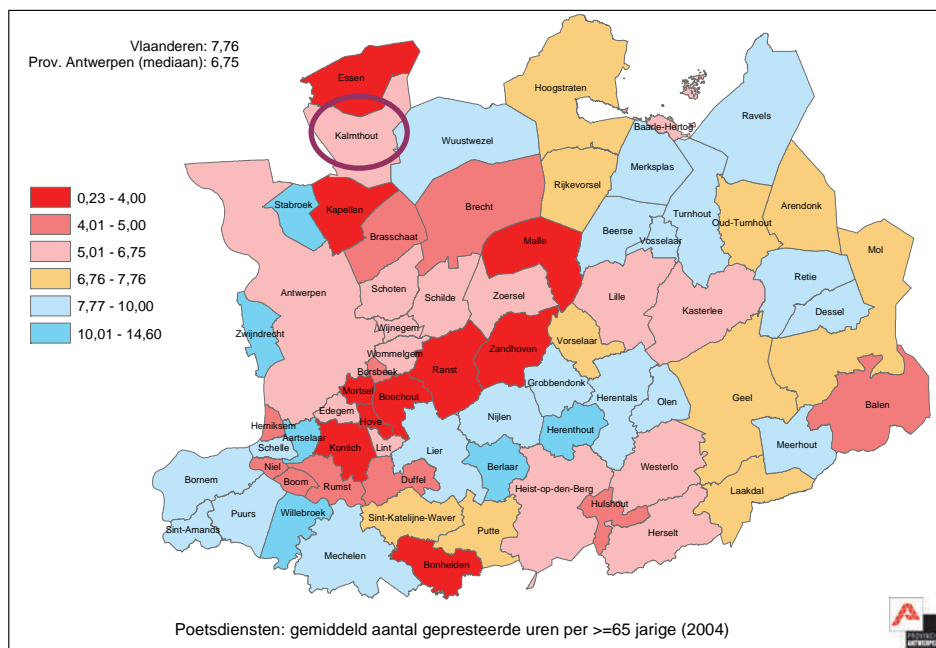 Vlaanderen: 7,76
Prov. Antwerpen (mediaan): 6,75
0,23 - 4,00
4,01 - 5,00
5,01 - 6,75
6,76 - 7,76
7,77 - 10,00
10,01 - 14,60
Essen
Hoogstraten
Kalmthout
Wuustwezel
Baarle-Hertog
Ravels
Merksplas
Rijkevorsel
Stabroek
Kapellen
Brecht
Turnhout
Arendonk
Oud-Turnhout
Brasschaat
Malle
Beerse
Vosselaar
Mol
Retie
Antwerpen
Schoten
Schilde
Zoersel
Lille
Kasterlee
Dessel
Zwijndrecht
Wijnegem
Wommelgem
Borsbeek
Ranst
Zandhoven
Vorselaar
Grobbendonk
Mortsel
Boechout
Herentals
Olen
Geel
Balen
Edegem
Hove
Nijlen
Hemiksem
Aartselaar
Schelle
Kontich
Lint
Lier
Herenthout
Meerhout
Niel
Berlaar
Westerlo
Bornem
Boom
Rumst
Duffel
Heist-op-den-Berg
Laakdal
Puurs
Willebroek
Sint-Katelijne-Waver
Hulshout
Sint-Amands
Putte
Herselt
Mechelen
Bonheiden
Poetsdiensten: gemiddeld aantal gepresteerde uren per >=65 jarige (2004)
A
PROVINCIE
ANTWERPEN